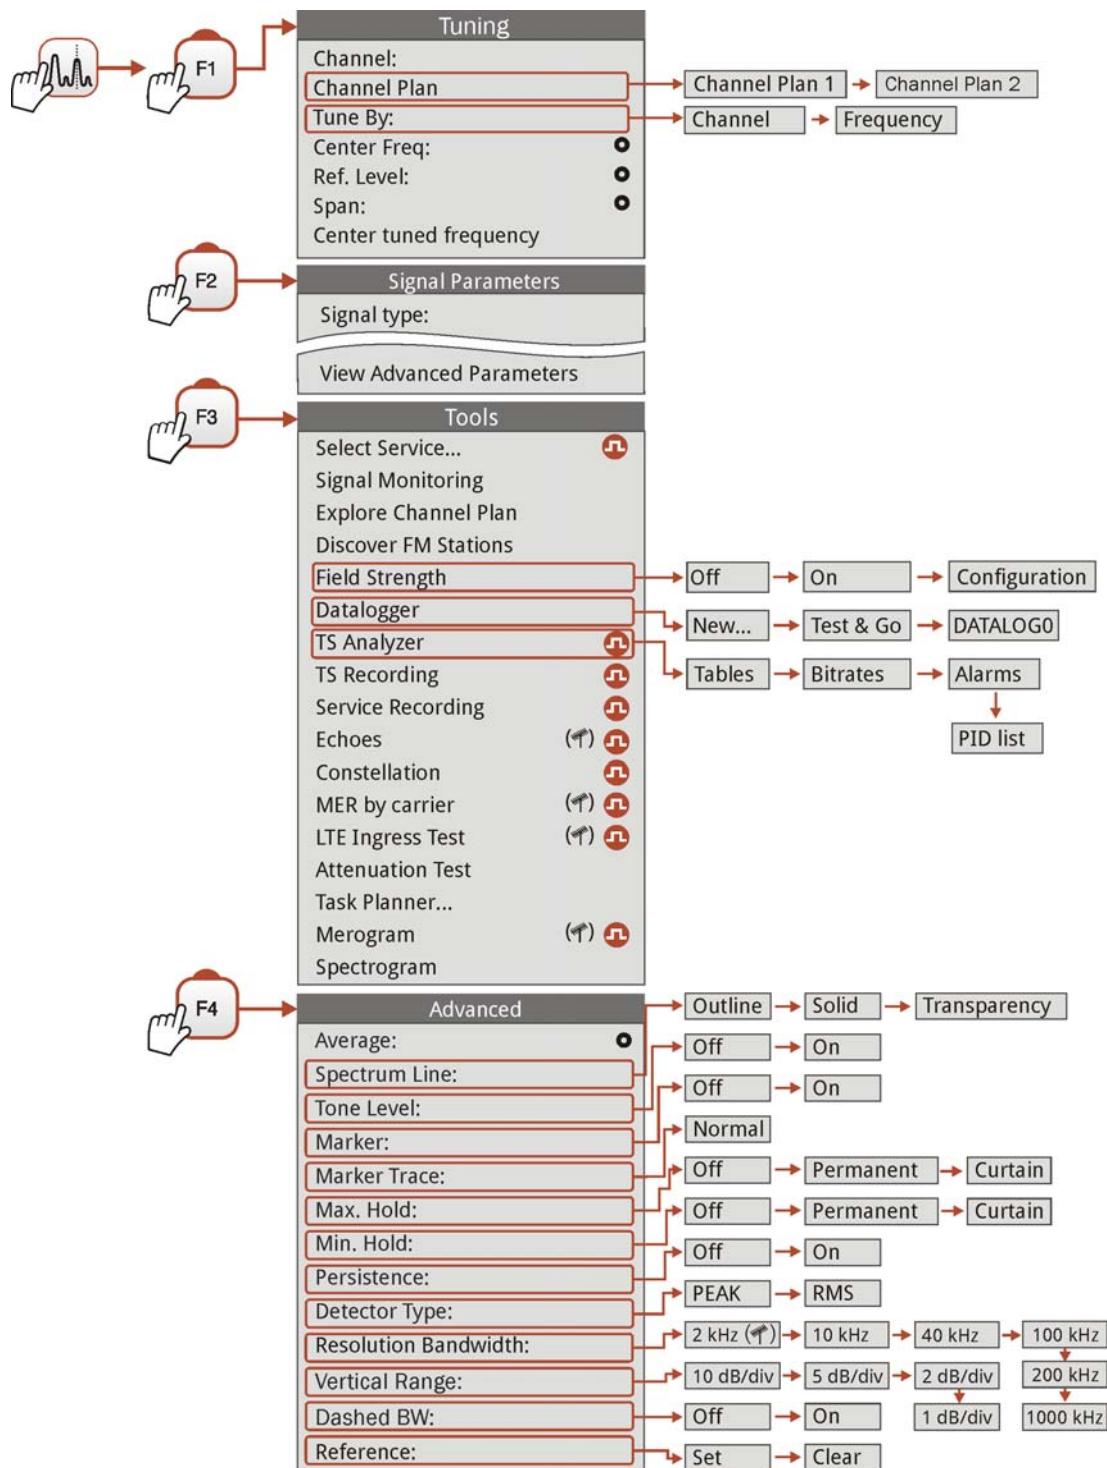 Tuning
F1
Channel:
Channel Plan
Channel Plan 1
Channel Plan 2
Tune By:
Channel
Frequency
Center Freq:
Ref. Level:
Span:
Center tuned frequency
F2
Signal Parameters
Signal type:
View Advanced Parameters
F3
Tools
Select Service...
Signal Monitoring
Explore Channel Plan
Discover FM Stations
Field Strength
Off
On
Configuration
Datalogger
New...
Test & Go
DATALOG0
TS Analyzer
Tables
Bitrates
Alarms
PID list
TS Recording
Service Recording
Echoes
Constellation
MER by carrier
LTE Ingress Test
Attenuation Test
Task Planner...
Merogram
Spectrogram
F4
Advanced
Average:
Spectrum Line:
Outline
Solid
Transparency
Tone Level:
Off
On
Marker:
Off
On
Marker Trace:
Normal
Max. Hold:
Off
Permanent
Curtain
Min. Hold:
Off
Permanent
Curtain
Persistence:
Off
On
Detector Type:
PEAK
RMS
Resolution Bandwidth:
2 kHz
10 kHz
40 kHz
100 kHz
200 kHz
1000 kHz
Vertical Range:
10 dB/div
5 dB/div
2 dB/div
1 dB/div
Dashed BW:
Off
On
Reference:
Set
Clear